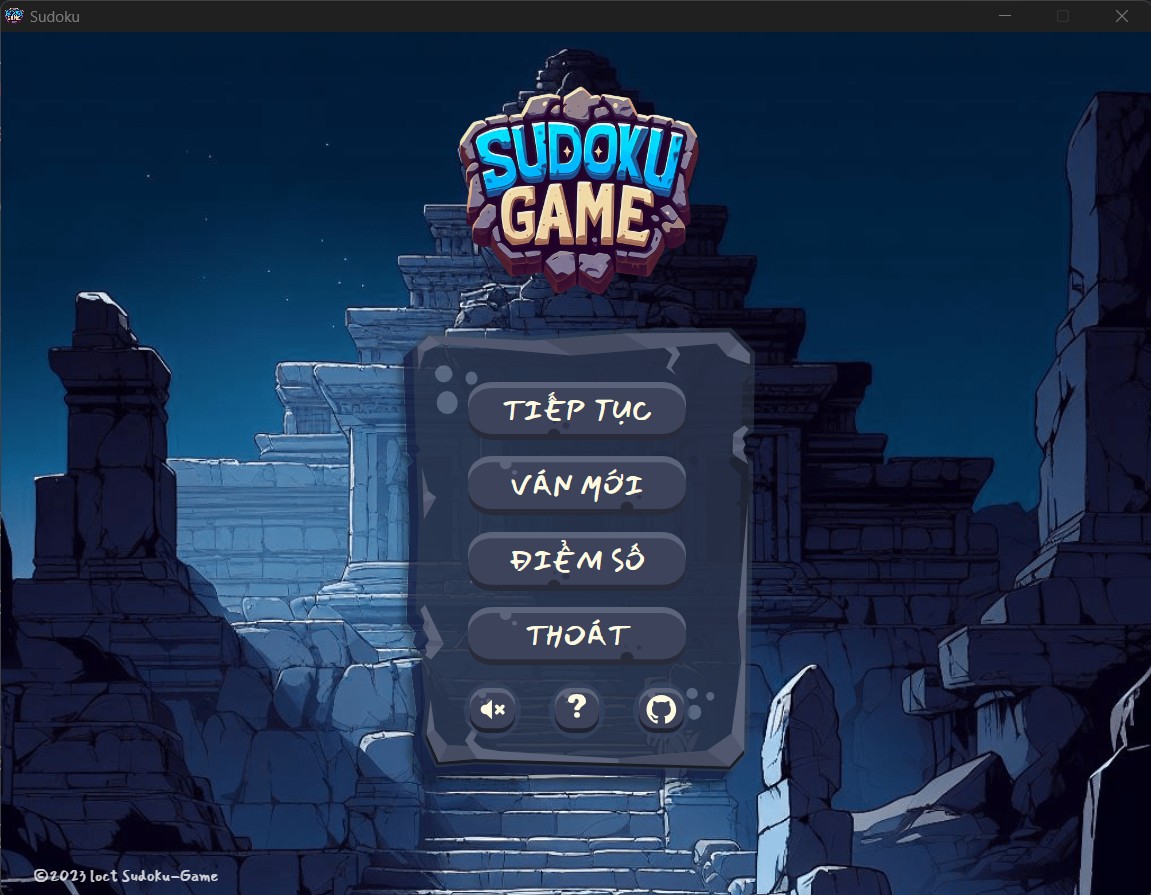 Sudoku
SUDOKU
GAME
TIẾP TỤC
VÁN MỚI
ĐIỂM SỐ
THOÁT
?
©2023 loct Sudoku-Game